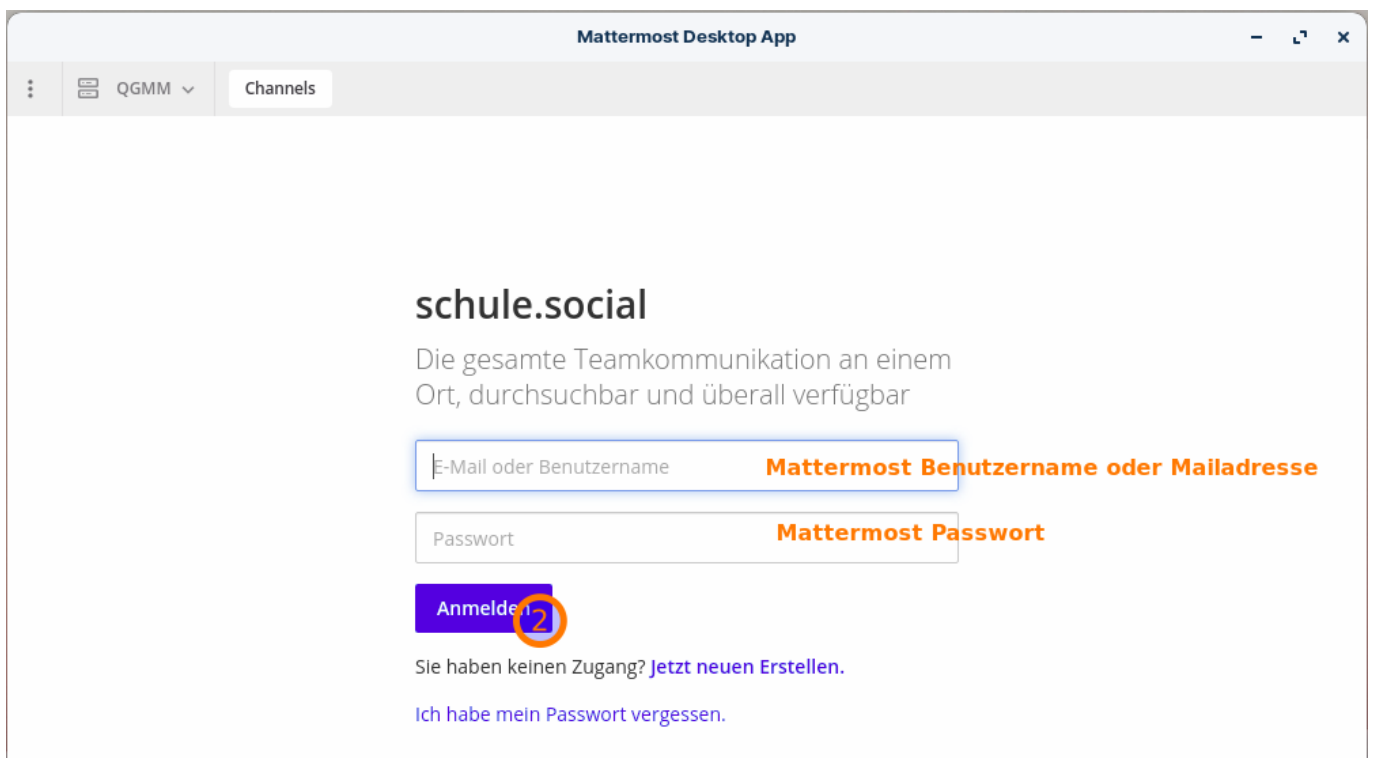 Mattermost Desktop App
QGMM
Channels
schule.social
Die gesamte Teamkommunikation an einem
Ort, durchsuchbar und überall verfügbar
E-Mail oder Benutzername
Mattermost Benutzername oder Mailadresse
Passwort
Mattermost Passwort
Anmelden
2
Sie haben keinen Zugang? Jetzt neuen Erstellen.
Ich habe mein Passwort vergessen.